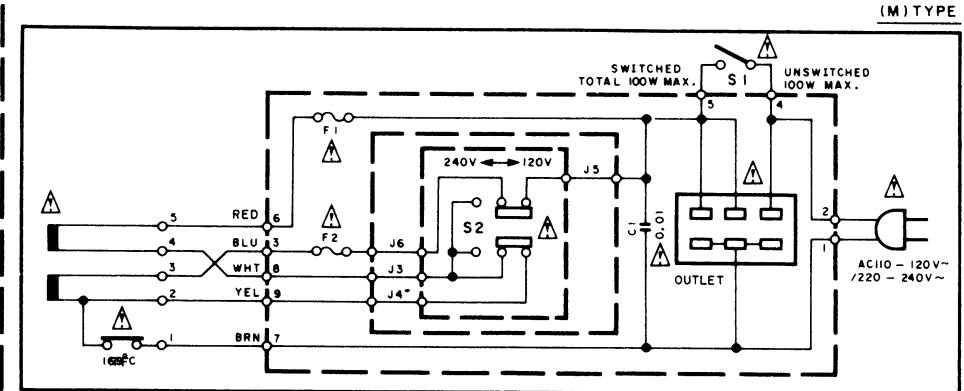 (M) TYPE
SWITCHED
TOTAL 100W MAX.
S1
UNSWITCHED
100W MAX.
5
4
F1
240V ↔ 120V
J5
S2
5
RED
6
4
BLU
3
F2
J6
3
WHT
8
J3
2
YEL
9
J4
1
BRN
7
C1
0.01
OUTLET
2
1
AC110 – 120V~
/220 – 240V~